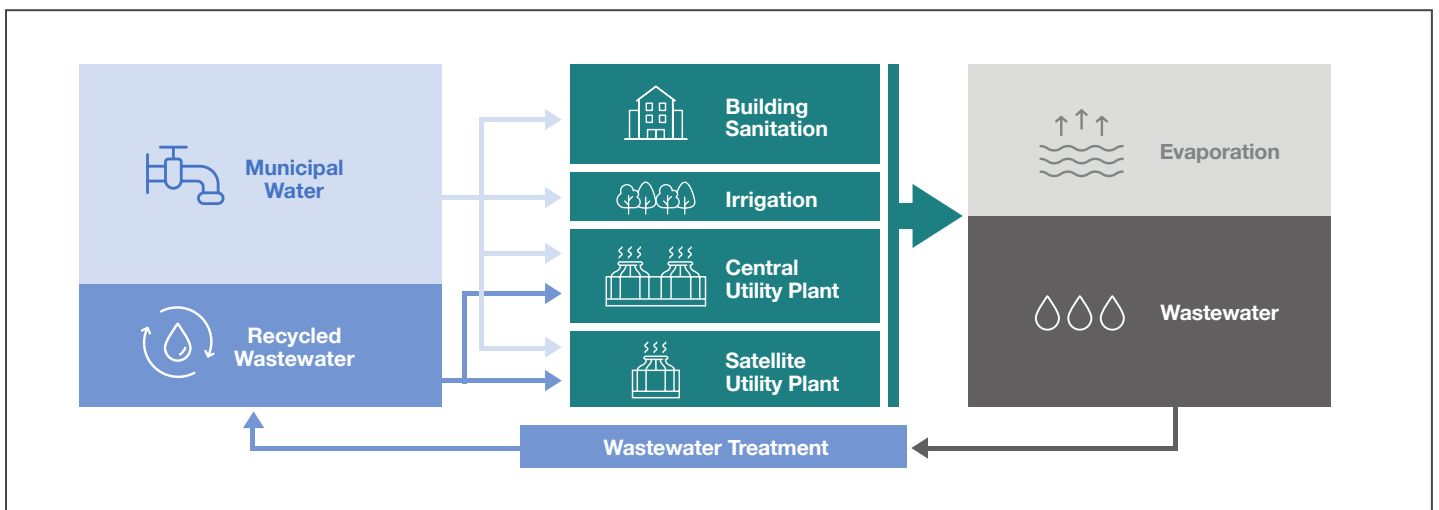 Municipal
Water
Recycled
Wastewater
Building
Sanitation
Irrigation
Central
Utility Plant
Satellite
Utility Plant
Evaporation
Wastewater
Wastewater Treatment